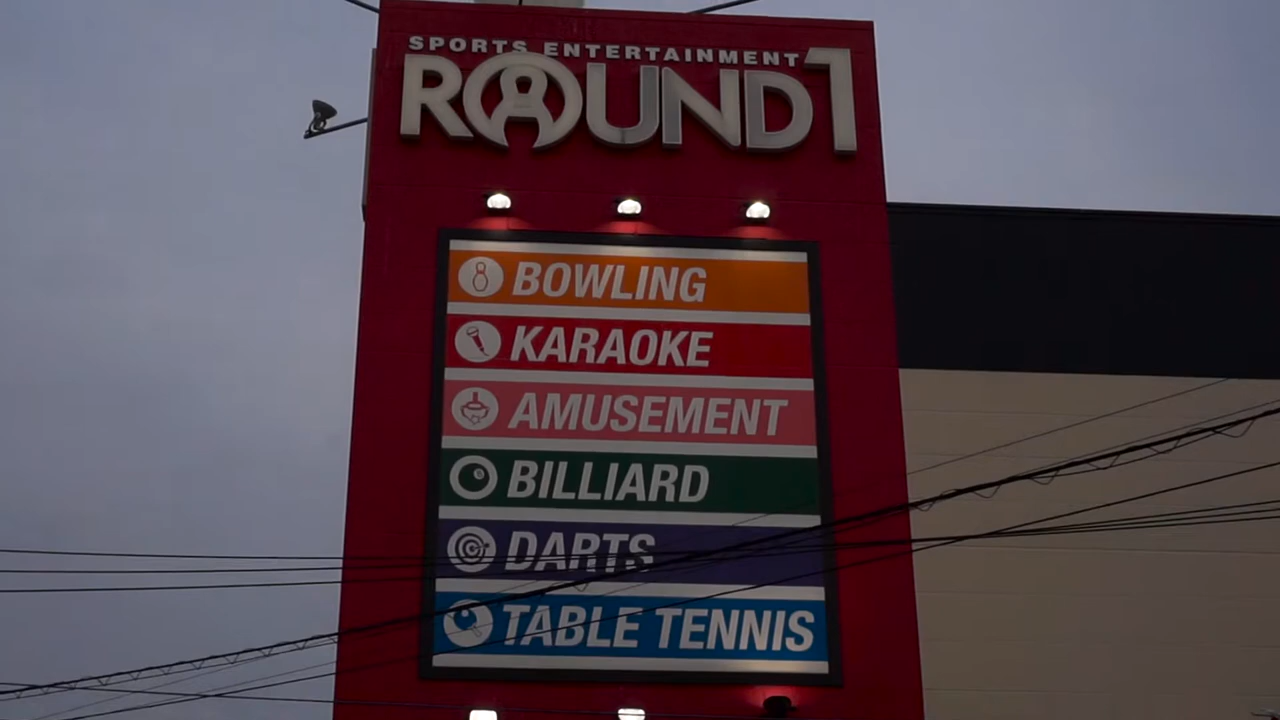 SPORTS ENTERTAINMENT
ROUND1
BOWLING
KARAOKE
AMUSEMENT
BILLIARD
DARTS
TABLE TENNIS